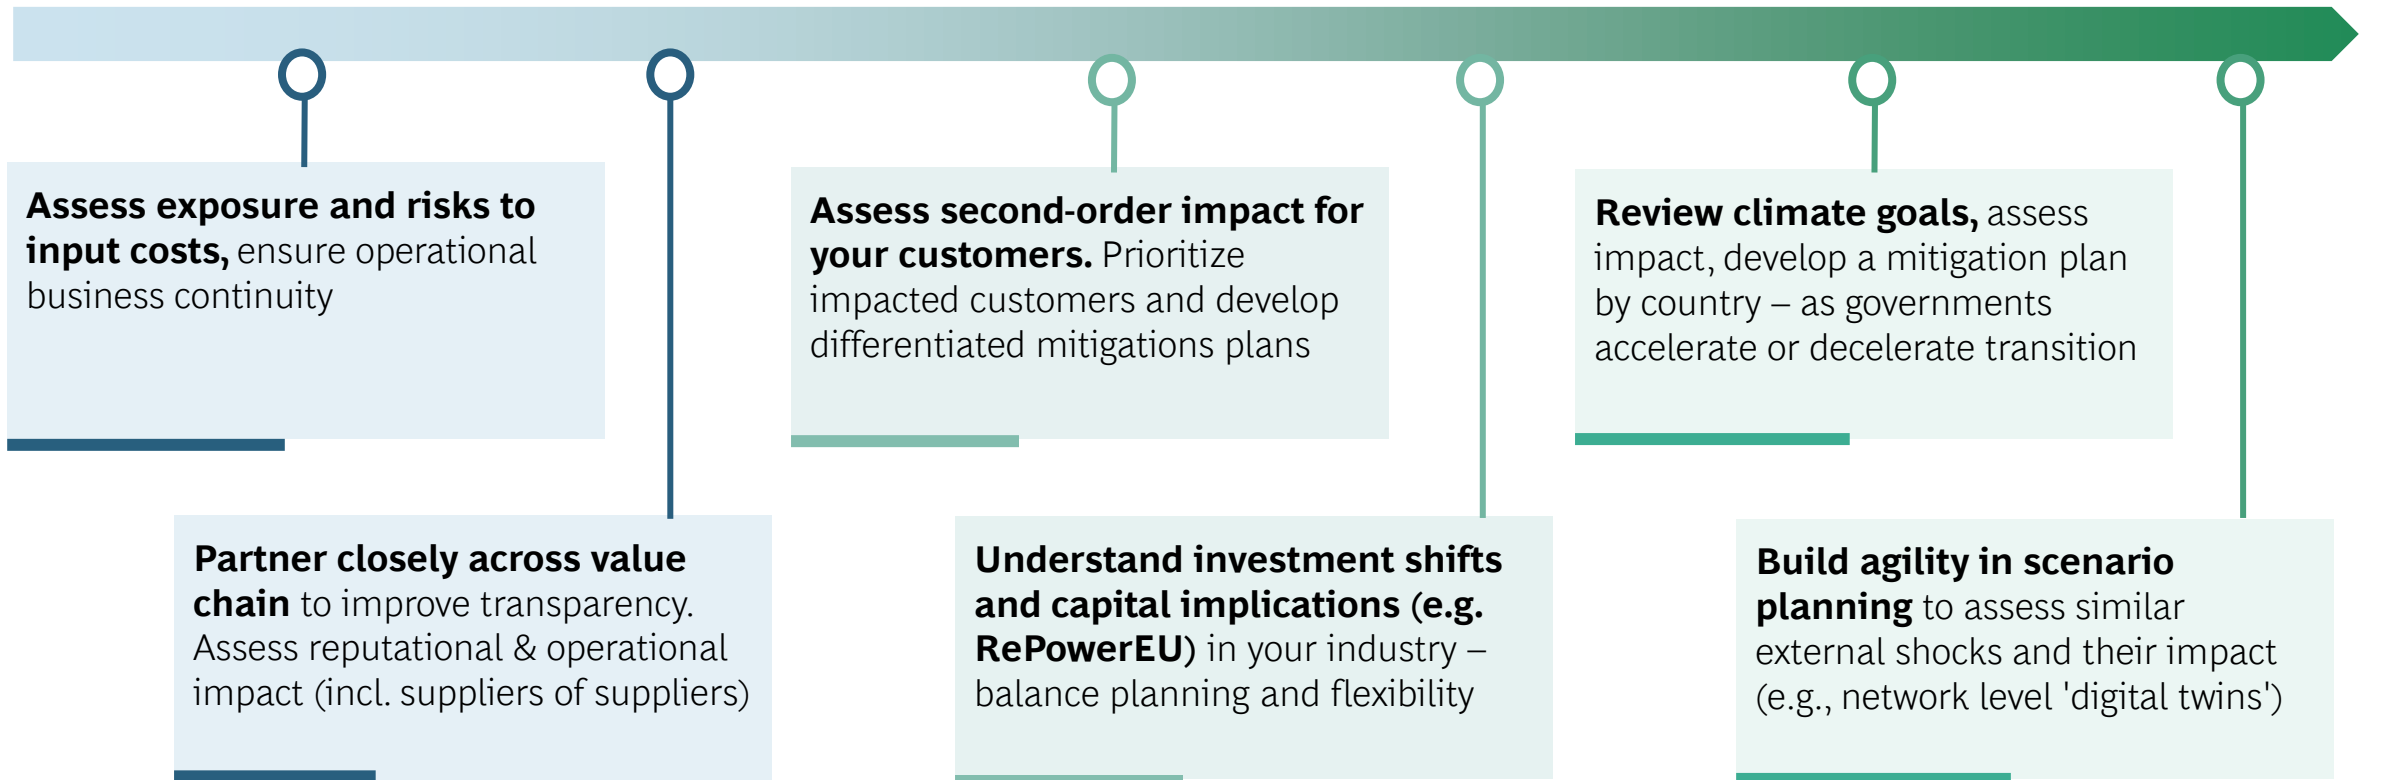 Assess exposure and risks to
input costs, ensure operational
business continuity
Partner closely across value
chain to improve transparency.
Assess reputational & operational
impact (incl. suppliers of suppliers)
Assess second-order impact for
your customers. Prioritize
impacted customers and develop
differentiated mitigations plans
Understand investment shifts
and capital implications (e.g.
RePowerEU) in your industry –
balance planning and flexibility
Review climate goals, assess
impact, develop a mitigation plan
by country – as governments
accelerate or decelerate transition
Build agility in scenario
planning to assess similar
external shocks and their impact
(e.g., network level 'digital twins')